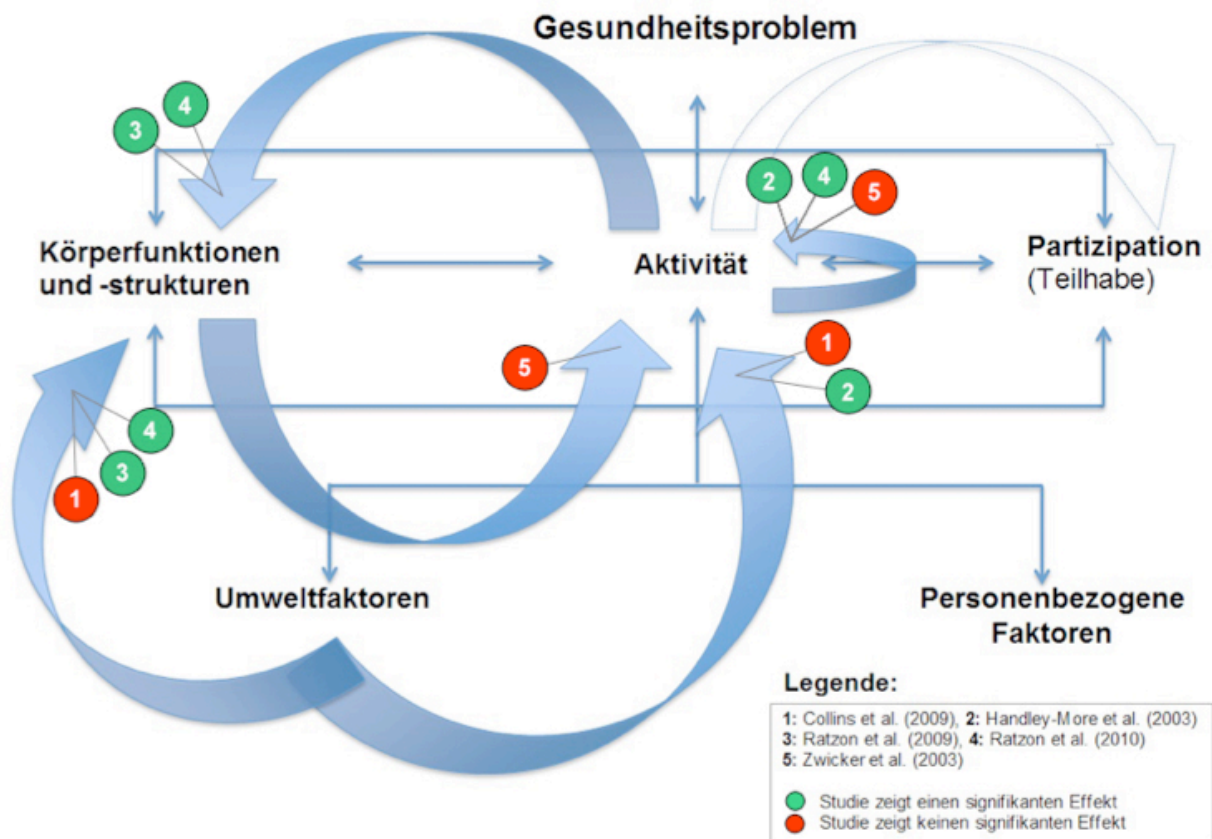 Gesundheitsproblem
4
3
2
4
5
Körperfunktionen
und -strukturen
Aktivität
Partizipation
(Teilhabe)
5
1
2
4
3
1
Umweltfaktoren
Personenbezogene
Faktoren
Legende:
1: Collins et al. (2009), 2: Handley-More et al. (2003)
3: Ratzon et al. (2009), 4: Ratzon et al. (2010)
5: Zwicker et al. (2003)
Studie zeigt einen signifikanten Effekt
Studie zeigt keinen signifikanten Effekt